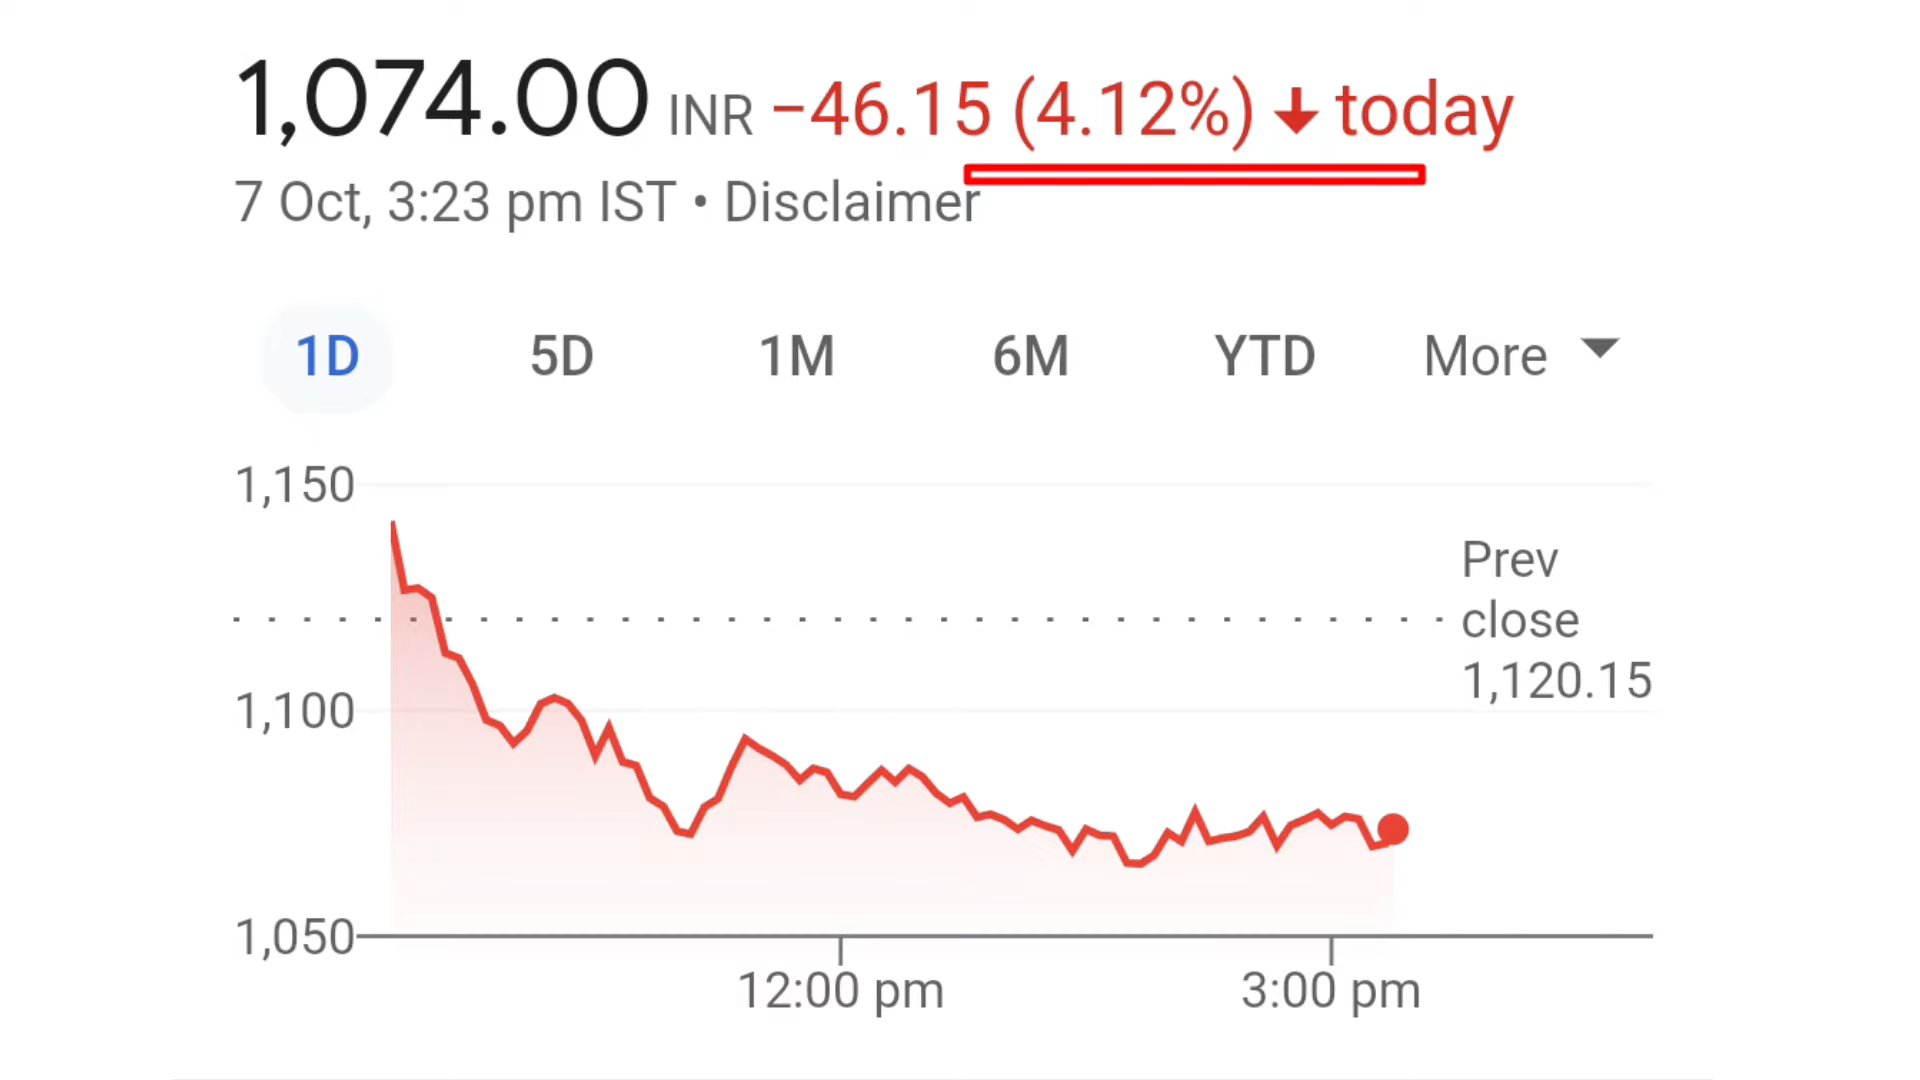 1,074.00 INR −46.15 (4.12%) ↓ today
7 Oct, 3:23 pm IST • Disclaimer
1D 5D 1M 6M YTD More
1,150
Prev
close
1,120.15
1,100
1,050
12:00 pm 3:00 pm